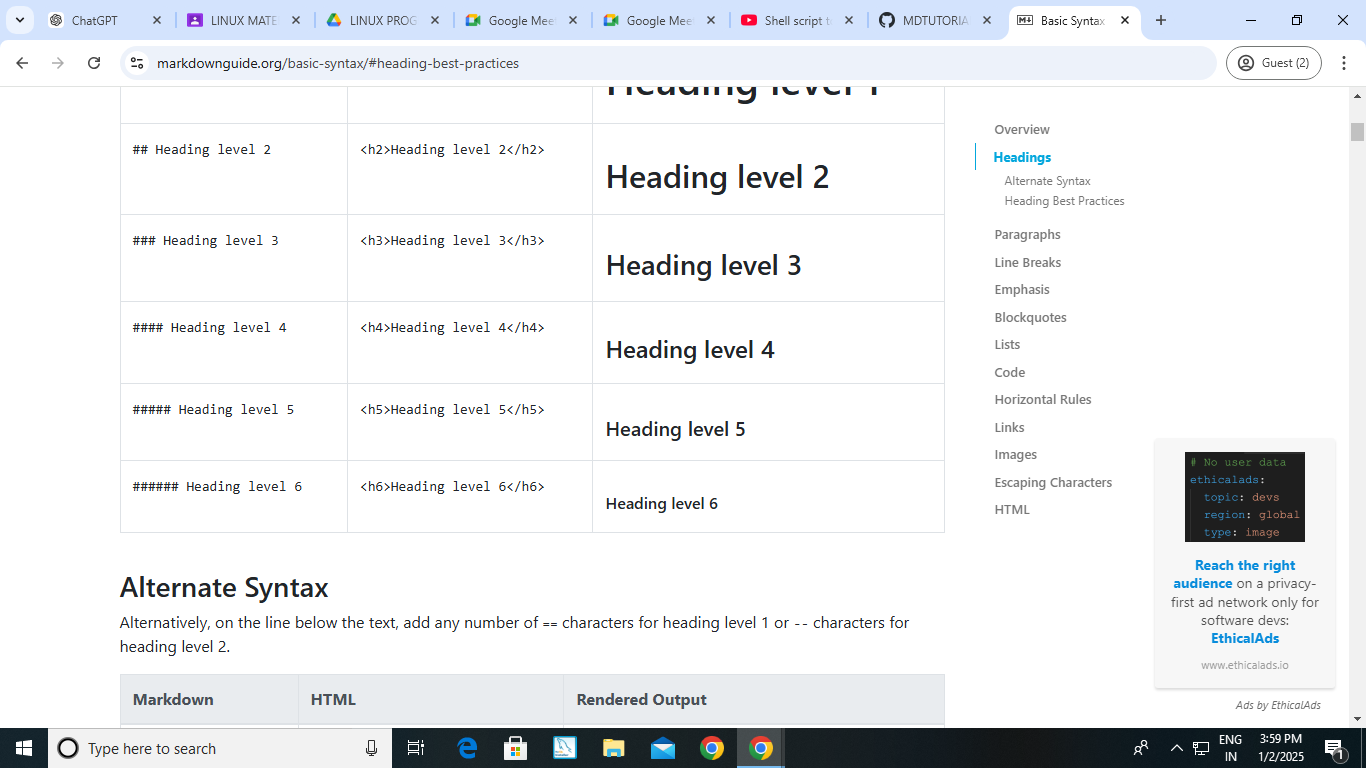 ChatGPT
LINUX MATE
LINUX PROG
Google Mee
Google Mee
Shell script t
MDTUTORIA
Basic Syntax
markdownguide.org/basic-syntax/#heading-best-practices
Guest (2)
Heading level 1
## Heading level 2
<h2>Heading level 2</h2>
Heading level 2
### Heading level 3
<h3>Heading level 3</h3>
Heading level 3
#### Heading level 4
<h4>Heading level 4</h4>
Heading level 4
##### Heading level 5
<h5>Heading level 5</h5>
Heading level 5
###### Heading level 6
<h6>Heading level 6</h6>
Heading level 6
Alternate Syntax
Alternatively, on the line below the text, add any number of == characters for heading level 1 or -- characters for
heading level 2.
Markdown
HTML
Rendered Output
Overview
Headings
Alternate Syntax
Heading Best Practices
Paragraphs
Line Breaks
Emphasis
Blockquotes
Lists
Code
Horizontal Rules
Links
Images
Escaping Characters
HTML
# No user data
ethicalads:
topic: devs
region: global
type: image
Reach the right
audience on a privacy-
first ad network only for
software devs:
EthicalAds
www.ethicalads.io
Ads by EthicalAds
Type here to search
ENG
IN
3:59 PM
1/2/2025
1